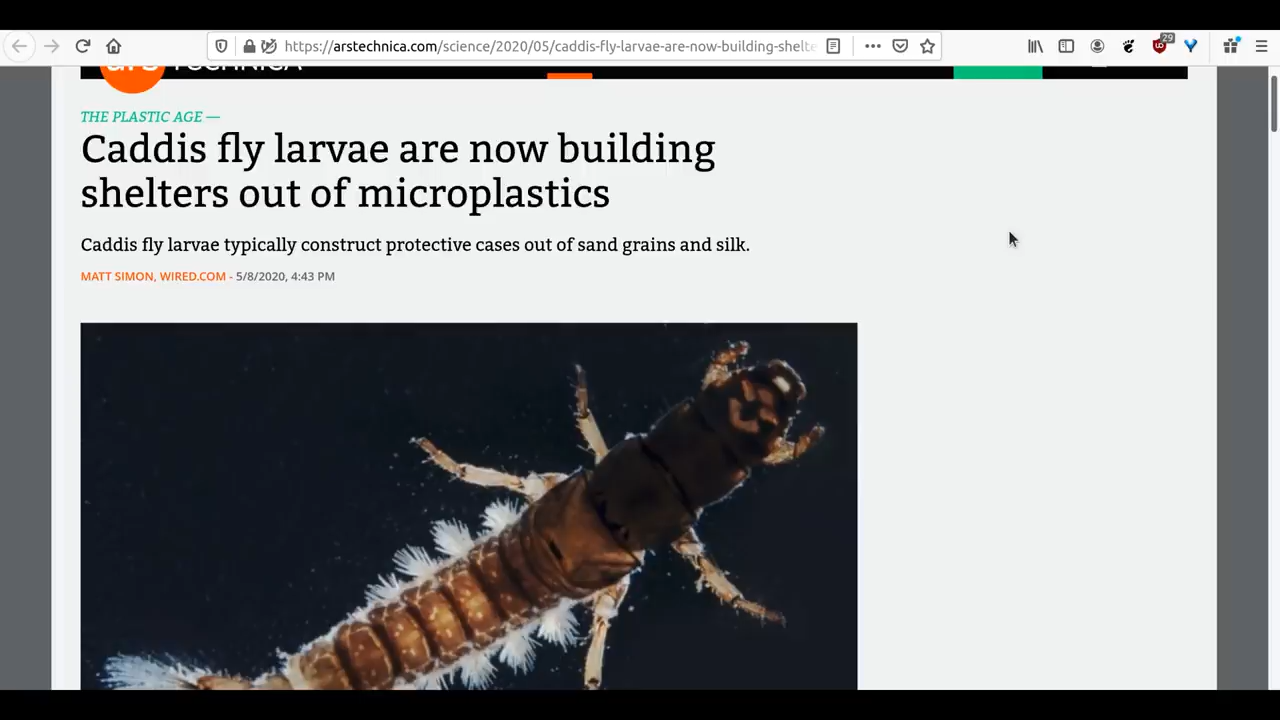 https://arstechnica.com/science/2020/05/caddis-fly-larvae-are-now-building-shelte
29
THE PLASTIC AGE —
Caddis fly larvae are now building
shelters out of microplastics
Caddis fly larvae typically construct protective cases out of sand grains and silk.
MATT SIMON, WIRED.COM - 5/8/2020, 4:43 PM